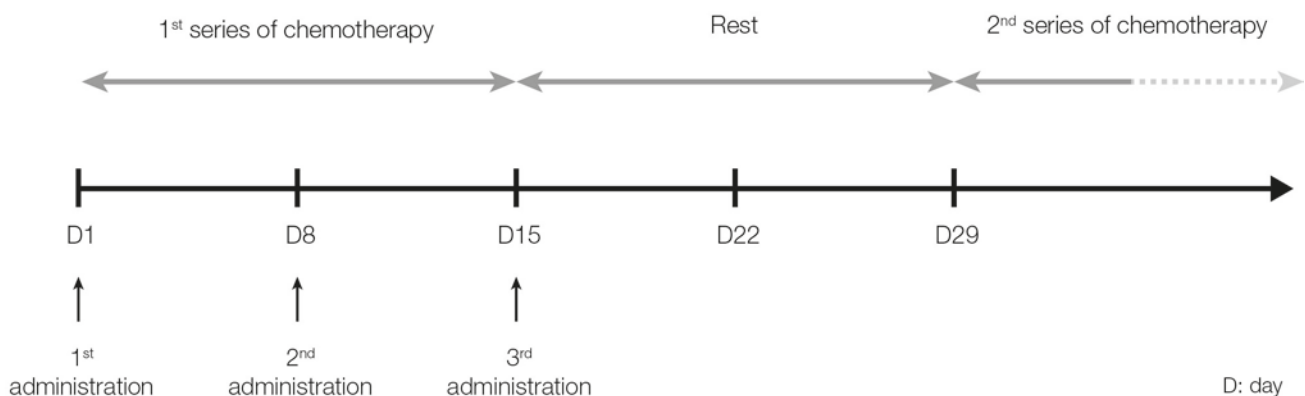 1st series of chemotherapy
Rest
2nd series of chemotherapy
D1
D8
D15
D22
D29
1st
administration
2nd
administration
3rd
administration
D: day